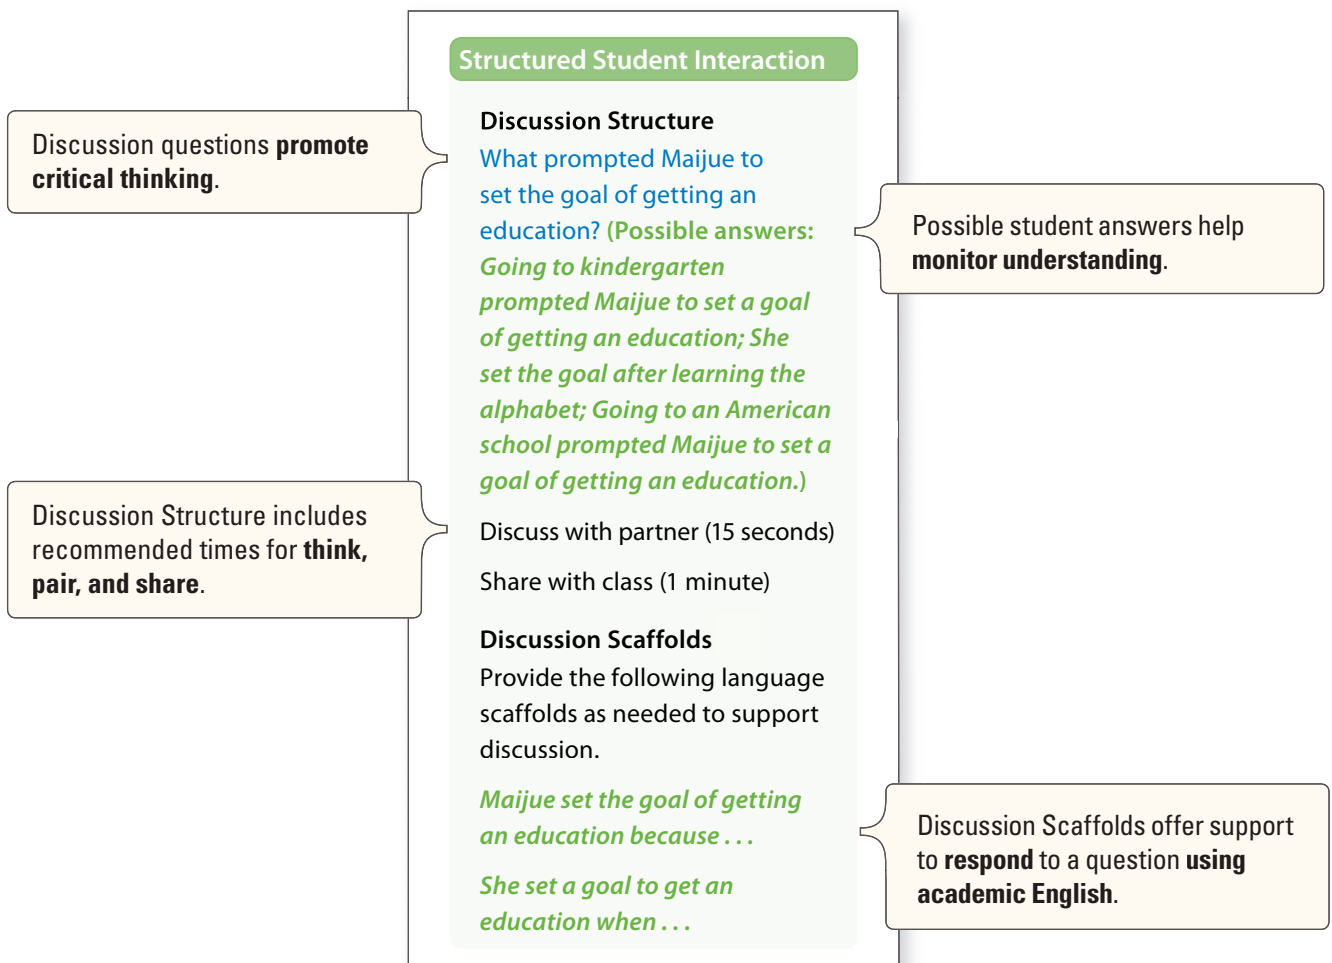 Structured Student Interaction
Discussion Structure
What prompted Maijue to
set the goal of getting an
education? (Possible answers:
Going to kindergarten
prompted Maijue to set a goal
of getting an education; She
set the goal after learning the
alphabet; Going to an American
school prompted Maijue to set a
goal of getting an education.)
Discuss with partner (15 seconds)
Share with class (1 minute)
Discussion Scaffolds
Provide the following language
scaffolds as needed to support
discussion.
Maijue set the goal of getting
an education because . . .
She set a goal to get an
education when . . .
Discussion questions promote
critical thinking.
Possible student answers help
monitor understanding.
Discussion Structure includes
recommended times for think,
pair, and share.
Discussion Scaffolds offer support
to respond to a question using
academic English.